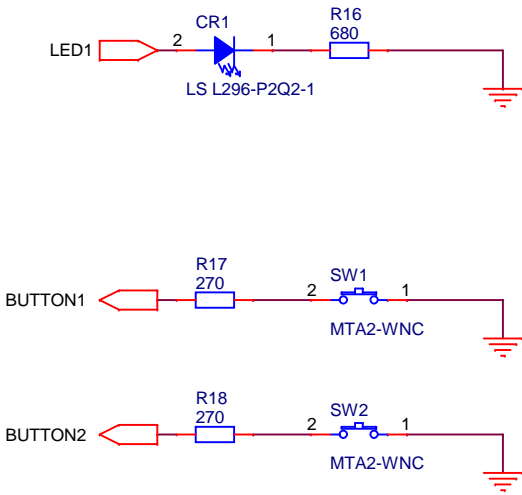 CR1
R16
680
LED1
2
1
LS L296-P2Q2-1
R17
270
SW1
BUTTON1
2
1
MTA2-WNC
R18
270
SW2
BUTTON2
2
1
MTA2-WNC